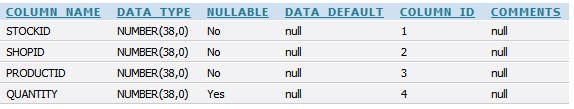 COLUMN_NAME DATA_TYPE NULLABLE DATA_DEFAULT COLUMN_ID COMMENTS
STOCKID NUMBER(38,0) No null 1 null
SHOPID NUMBER(38,0) No null 2 null
PRODUCTID NUMBER(38,0) No null 3 null
QUANTITY NUMBER(38,0) Yes null 4 null